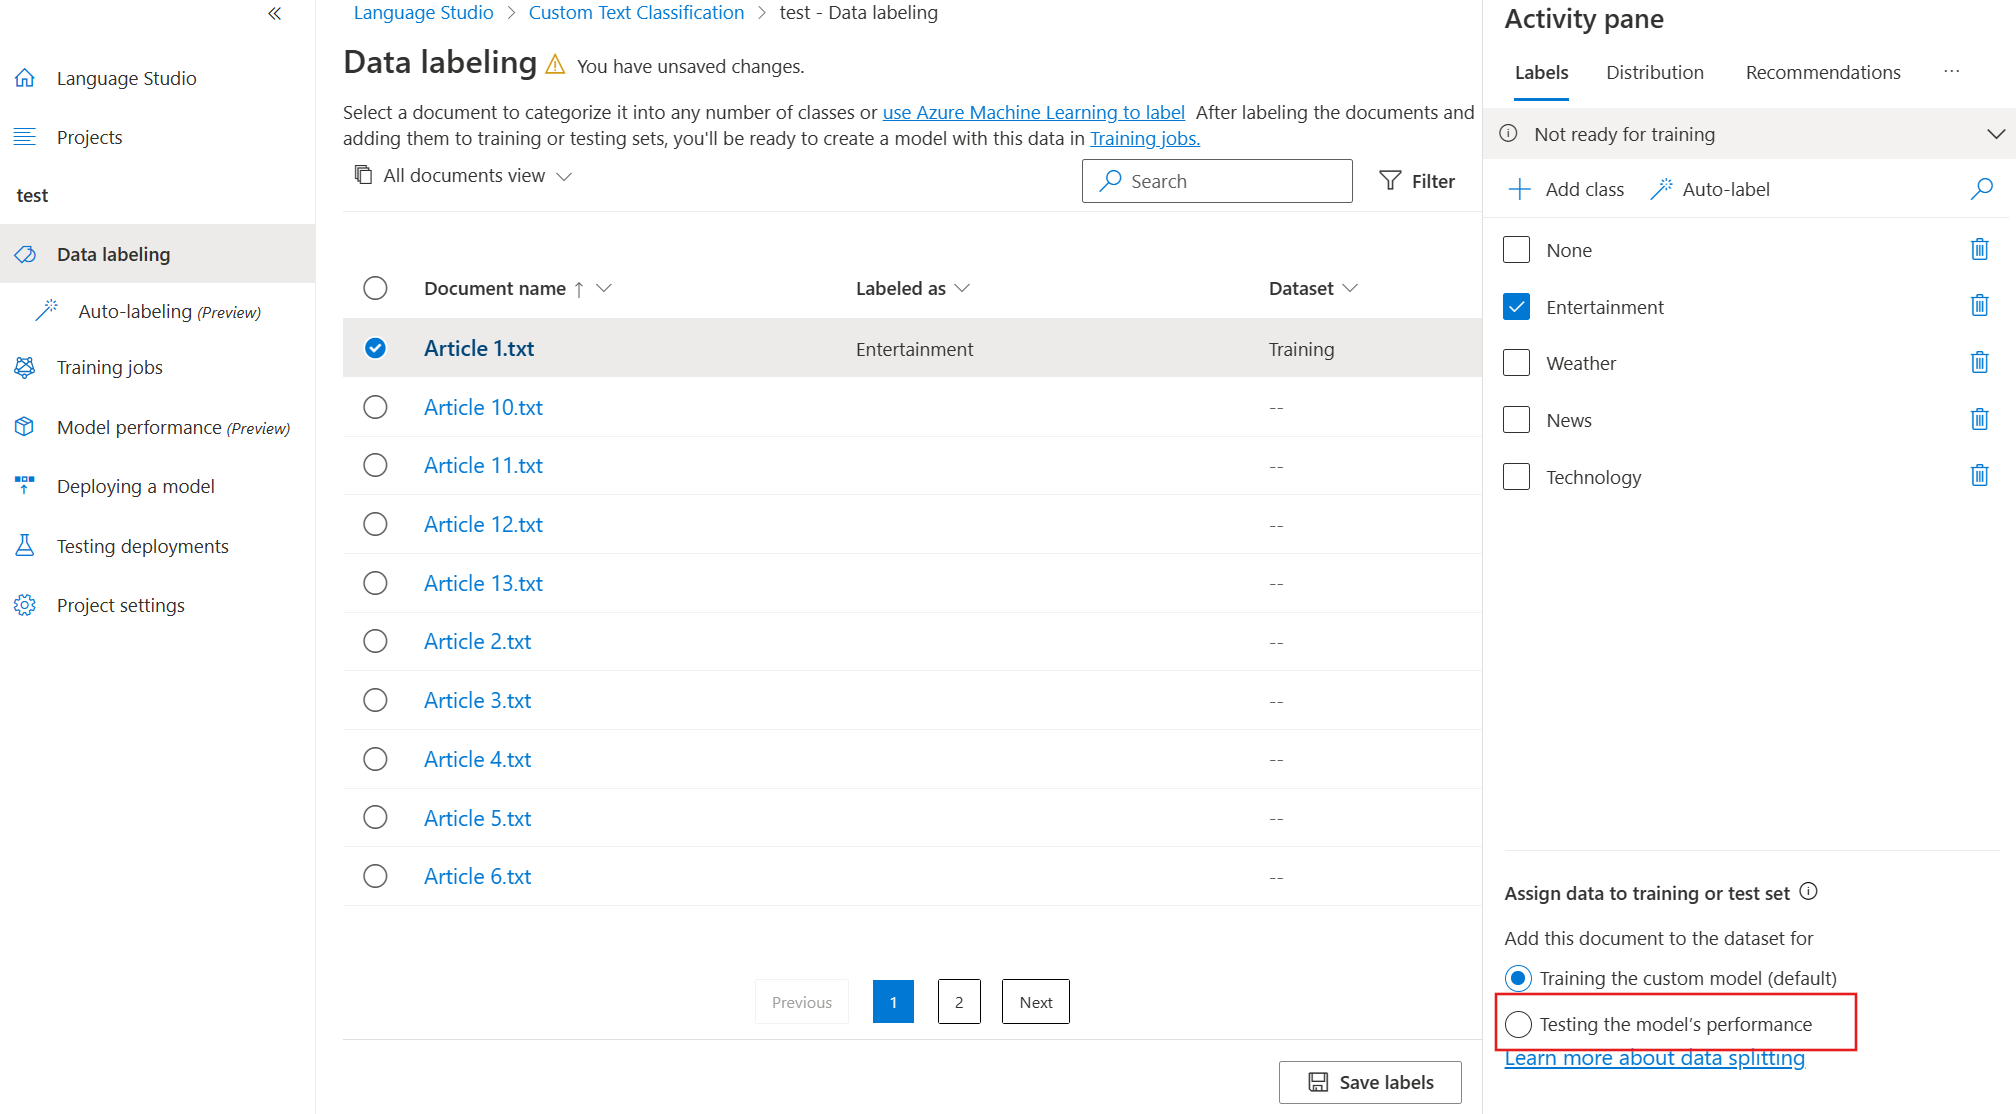 Language Studio
Projects
test
Data labeling
Auto-labeling (Preview)
Training jobs
Model performance (Preview)
Deploying a model
Testing deployments
Project settings
Language Studio > Custom Text Classification > test - Data labeling
Data labeling You have unsaved changes.
Select a document to categorize it into any number of classes or use Azure Machine Learning to label After labeling the documents and
adding them to training or testing sets, you'll be ready to create a model with this data in Training jobs.
All documents view
Search
Filter
Document name ↑ Labeled as Dataset
Article 1.txt Entertainment Training
Article 10.txt --
Article 11.txt --
Article 12.txt --
Article 13.txt --
Article 2.txt --
Article 3.txt --
Article 4.txt --
Article 5.txt --
Article 6.txt --
Previous 1 2 Next
Save labels
Activity pane
Labels Distribution Recommendations ...
Not ready for training
Add class Auto-label
None
Entertainment
Weather
News
Technology
Assign data to training or test set
Add this document to the dataset for
Training the custom model (default)
Testing the model's performance
Learn more about data splitting